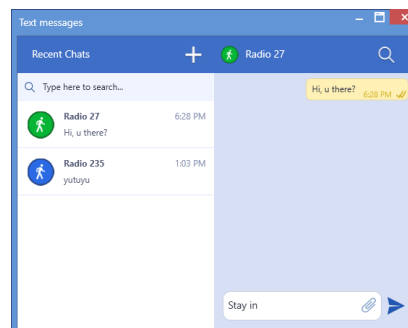 Text messages
Recent Chats
Radio 27
Type here to search...
Radio 27
6:28 PM
Hi, u there?
Radio 235
1:03 PM
yutuyu
Hi, u there?
6:28 PM
Stay in